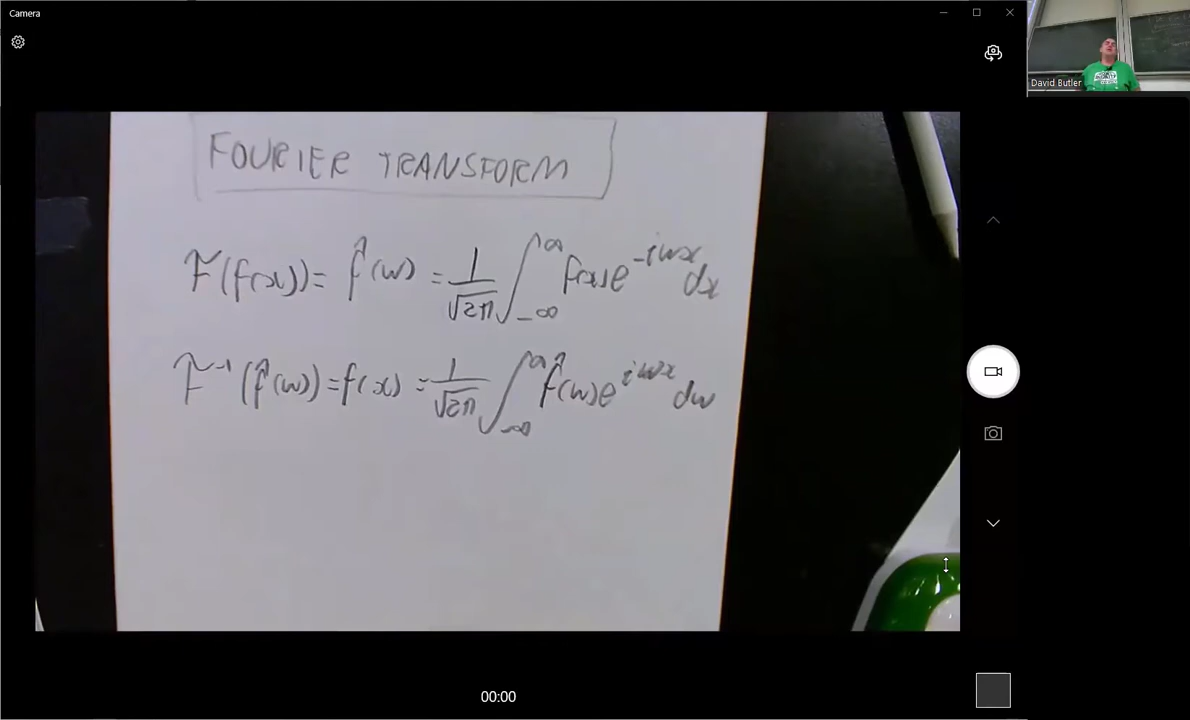 Camera
David Butler
FOURIER TRANSFORM
F(f(x)) = f̂(w) = 1/√2π ∫_{-∞}^{∞} f(x)e^{-iwx} dx
F⁻¹(f̂(w)) = f(x) = 1/√2π ∫_{-∞}^{∞} f̂(w)e^{iwx} dw
00:00